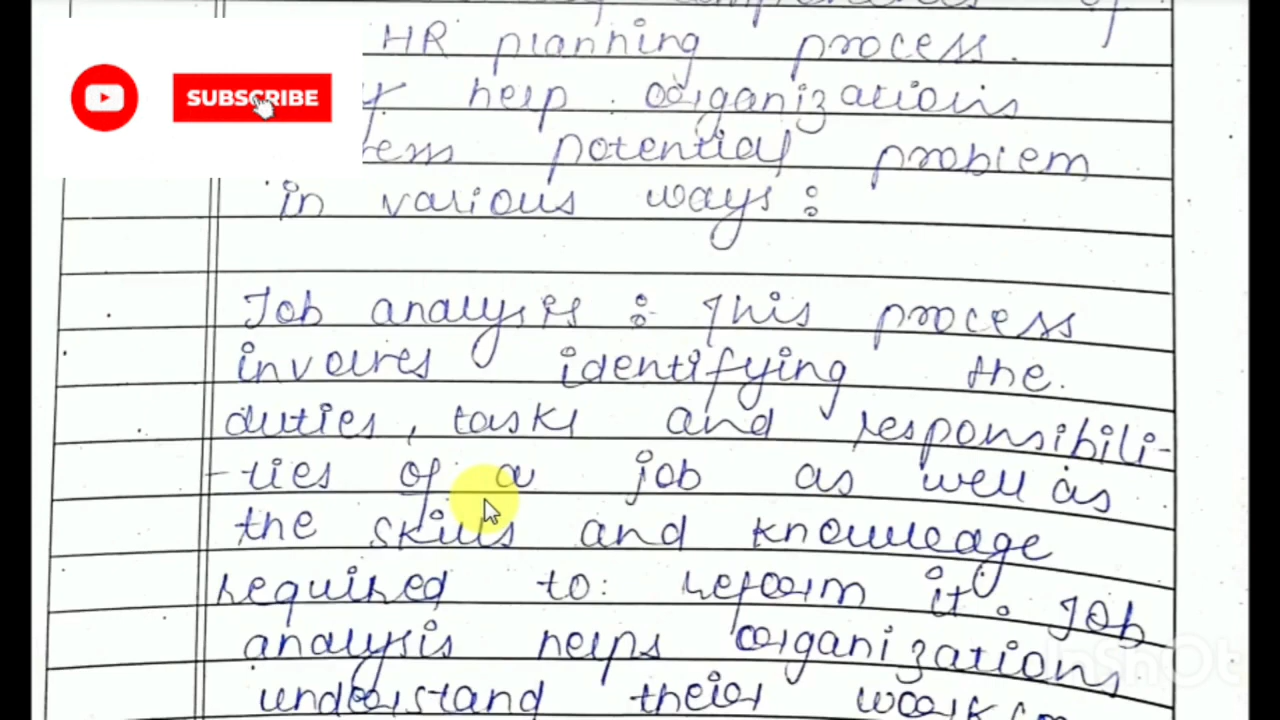 HR planning process.
SUBSCRIBE
help organizations
potential problem
in various ways :
Job analysis : This process
involves identifying the.
duties, tasks and responsibili-
-ties of a job as well as
the skills and knowledge
required to: reform it. Job
analysis helps organizations
understand their
InShOt